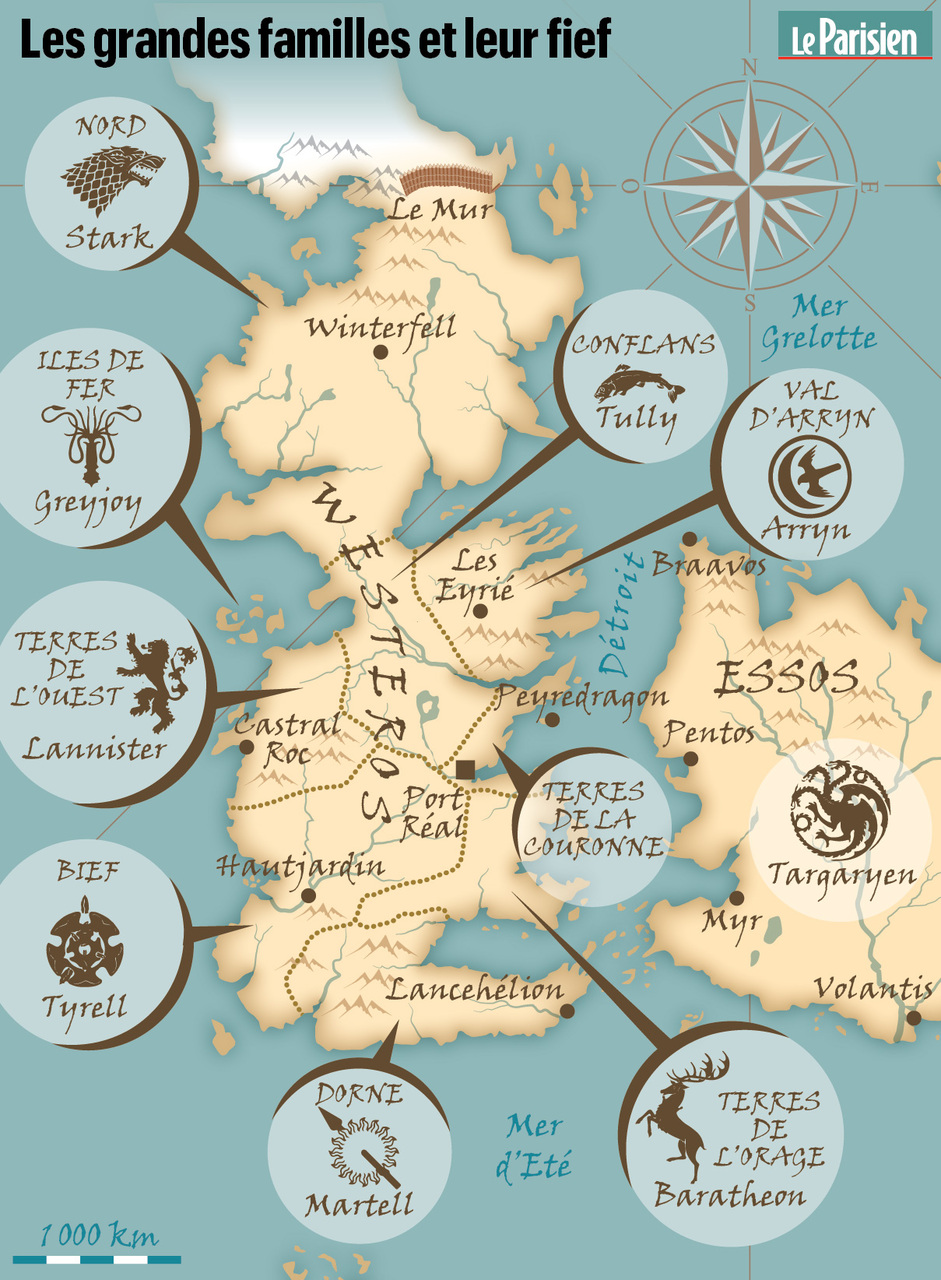 Les grandes familles et leur fief
Le Parisien
N
O
E
S
NORD
Stark
Le Mur
Winterfell
Mer
Grelotte
CONFLANS
Tully
ILES DE
FER
Greyjoy
VAL
D'ARRYN
Arryn
WESTEROS
Les
Eyrié
Détroit
Braavos
TERRES
DE
L'OUEST
Lannister
ESSOS
Peyredragon
Castral
Roc
Pentos
Port
Réal
TERRES
DE LA
COURONNE
Targaryen
Hautjardin
BIEF
Tyrell
Myr
Lancehélion
Volantis
DORNE
Martell
Mer
d'Eté
TERRES
DE
L'ORAGE
Baratheon
1 000 km